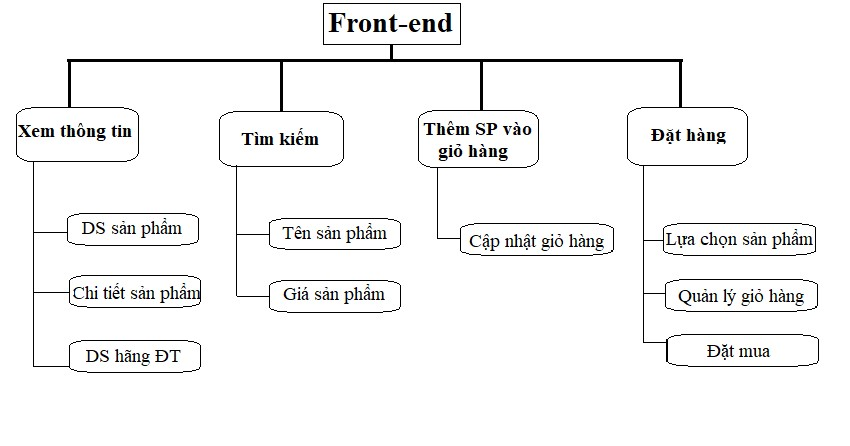 Front-end
Xem thông tin
Tìm kiếm
Thêm SP vào
giỏ hàng
Đặt hàng
DS sản phẩm
Chi tiết sản phẩm
DS hãng ĐT
Tên sản phẩm
Giá sản phẩm
Cập nhật giỏ hàng
Lựa chọn sản phẩm
Quản lý giỏ hàng
Đặt mua